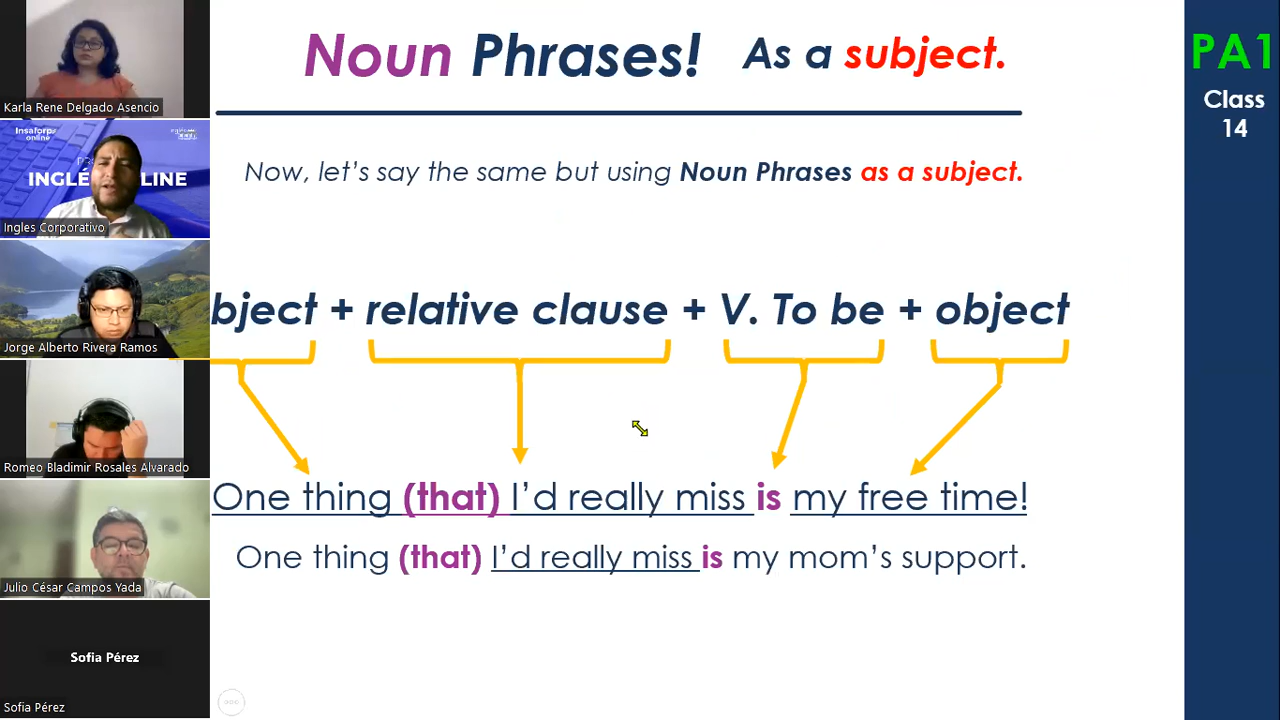 Karla Rene Delgado Asencio
Insaforp
online
INGLÉ LINE
Ingles Corporativo
Jorge Alberto Rivera Ramos
Romeo Bladimir Rosales Alvarado
Julio César Campos Yada
Sofia Pérez
Sofia Pérez
Noun Phrases! As a subject.
Now, let's say the same but using Noun Phrases as a subject.
bject + relative clause + V. To be + object
One thing (that) I'd really miss is my free time!
One thing (that) I'd really miss is my mom's support.
PA1
Class
14